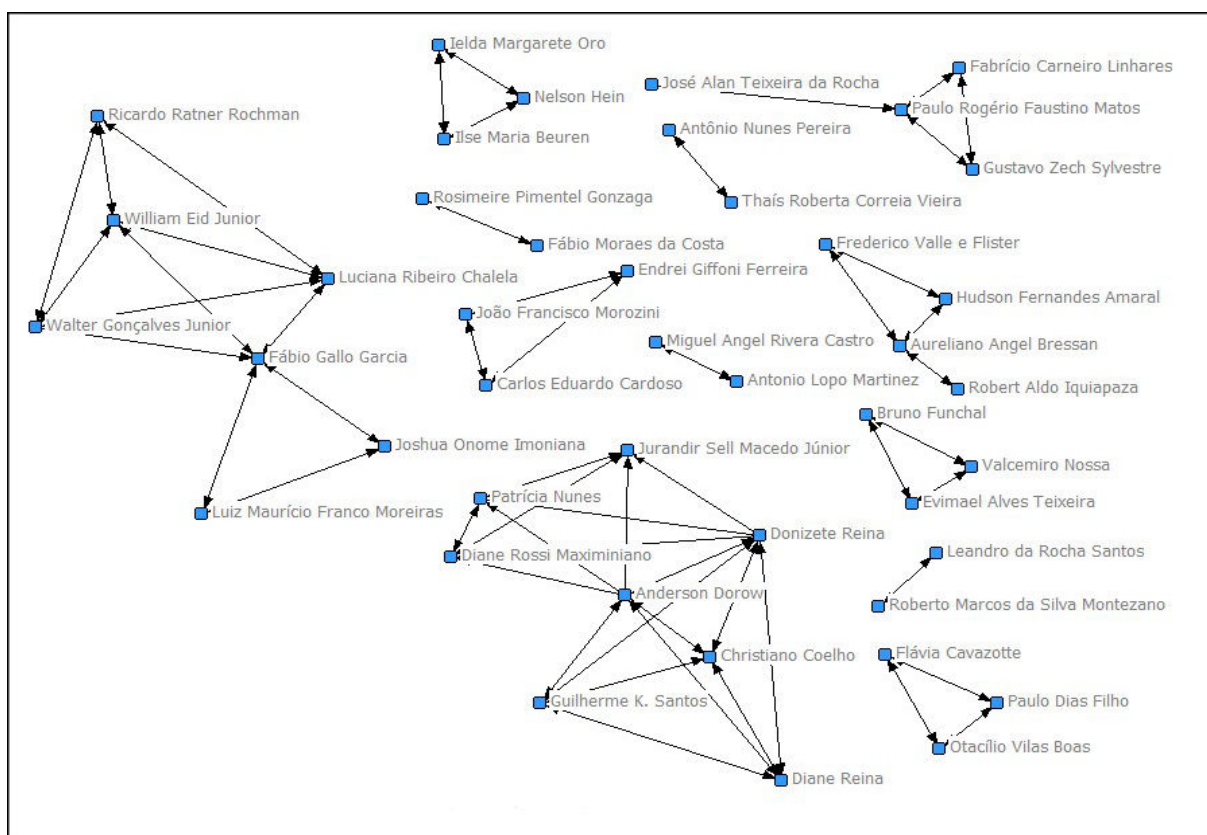 Ielda Margarete Oro
Nelson Hein
Ilse Maria Beuren
José Alan Teixeira da Rocha
Fabrício Carneiro Linhares
Paulo Rogério Faustino Matos
Gustavo Zech Sylvestre
Ricardo Ratner Rochman
Antônio Nunes Pereira
Thaís Roberta Correia Vieira
Rosimeire Pimentel Gonzaga
Fábio Moraes da Costa
William Eid Junior
Luciana Ribeiro Chalela
Walter Gonçalves Junior
Fábio Gallo Garcia
Endrei Giffoni Ferreira
João Francisco Morozini
Carlos Eduardo Cardoso
Frederico Valle e Flister
Hudson Fernandes Amaral
Aureliano Angel Bressan
Robert Aldo Iquiapaza
Miguel Angel Rivera Castro
Antonio Lopo Martinez
Bruno Funchal
Valcemiro Nossa
Evimael Alves Teixeira
Joshua Onome Imoniana
Luiz Maurício Franco Moreiras
Jurandir Sell Macedo Júnior
Patrícia Nunes
Donizete Reina
Diane Rossi Maximiniano
Anderson Dorow
Leandro da Rocha Santos
Roberto Marcos da Silva Montezano
Christiano Coelho
Guilherme K. Santos
Diane Reina
Flávia Cavazotte
Paulo Dias Filho
Otacílio Vilas Boas